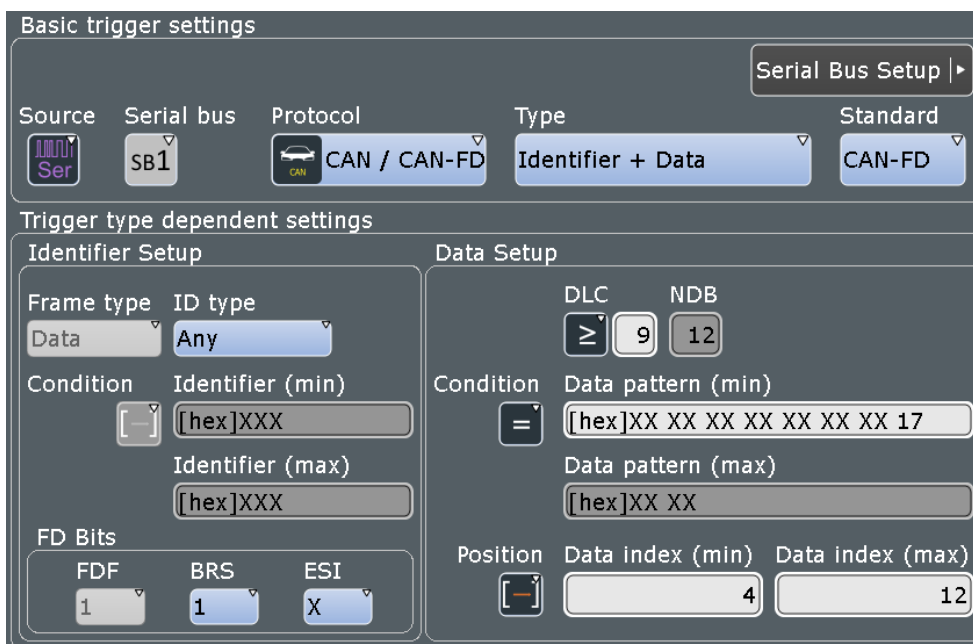 Basic trigger settings
Serial Bus Setup
Source Serial bus Protocol Type Standard
Ser SB1 CAN CAN / CAN-FD Identifier + Data CAN-FD
Trigger type dependent settings
Identifier Setup
Frame type ID type
Data Any
Condition Identifier (min)
[hex]XXX
Identifier (max)
[hex]XXX
FD Bits
FDF BRS ESI
1 1 X
Data Setup
DLC NDB
≥ 9 12
Condition Data pattern (min)
= [hex]XX XX XX XX XX XX XX 17
Data pattern (max)
[hex]XX XX
Position Data index (min) Data index (max)
4 12